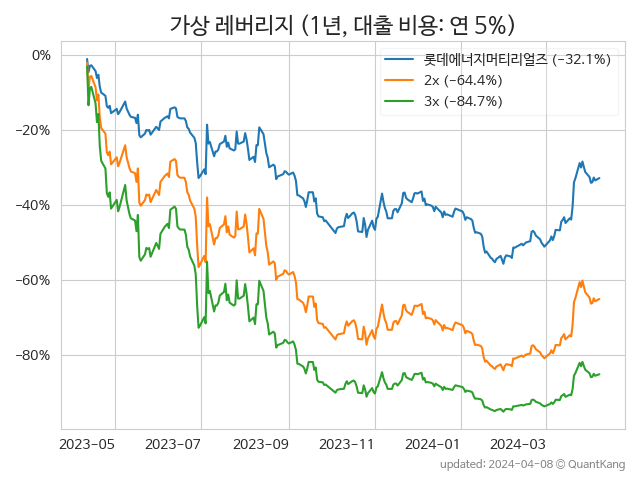 가상 레버리지 (1년, 대출 비용: 연 5%)
롯데에너지머티리얼즈 (−32.1%)
2x (−64.4%)
3x (−84.7%)
0%
−20%
−40%
−60%
−80%
2023−05 2023−07 2023−09 2023−11 2024−01 2024−03
updated: 2024−04−08 © QuantKang